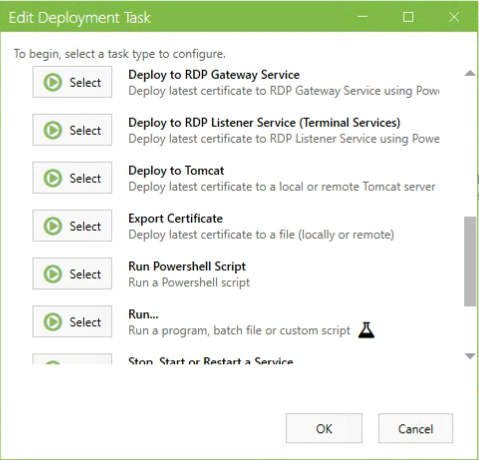 Edit Deployment Task
To begin, select a task type to configure.
Select
Deploy to RDP Gateway Service
Deploy latest certificate to RDP Gateway Service using
Select
Deploy to RDP Listener Service (Terminal Services)
Deploy latest certificate to RDP Listener Service using
Select
Deploy to Tomcat
Deploy latest certificate to a local or remote Tomcat server
Select
Export Certificate
Deploy latest certificate to a file (locally or remote)
Select
Run Powershell Script
Run a Powershell script
Select
Run...
Run a program, batch file or custom script
Stop, Start or Restart a Service
OK
Cancel